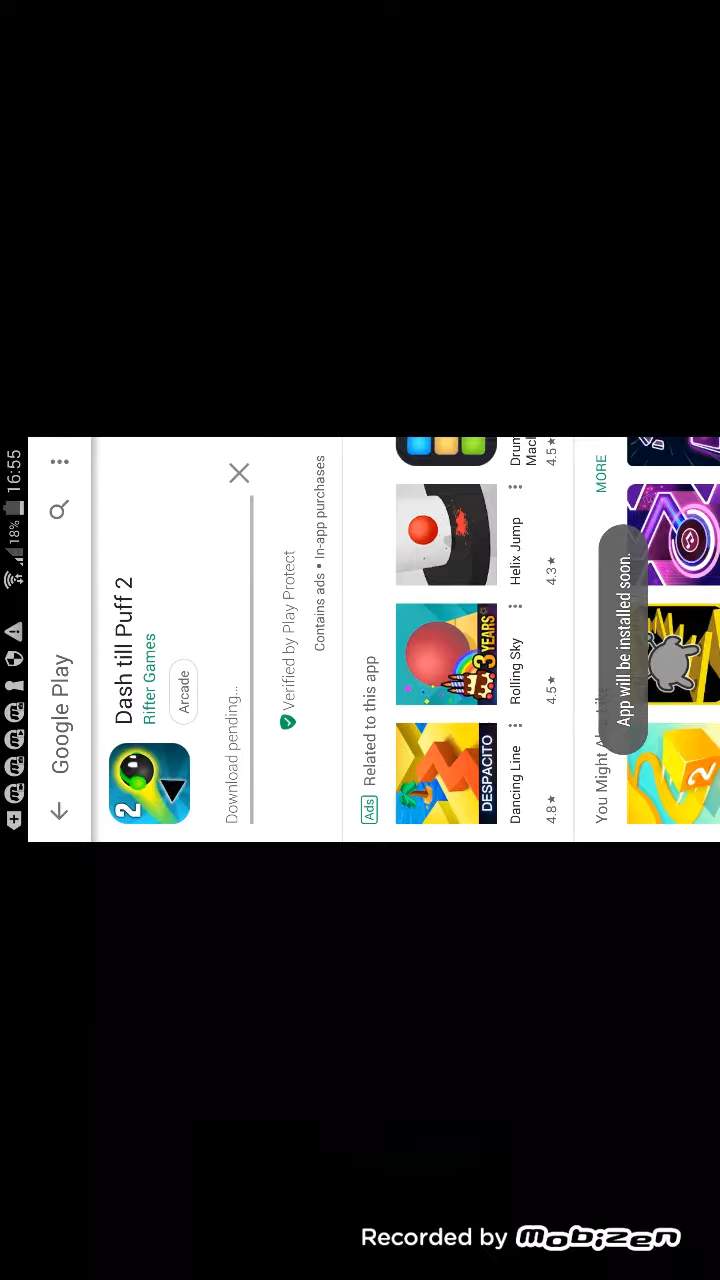 18% 16:55
Google Play
2
Dash till Puff 2
Rifter Games
Arcade
Download pending...
Verified by Play Protect
Contains ads • In-app purchases
Ads Related to this app
DESPACITO
3 YEARS
Dancing Line
Rolling Sky
Helix Jump
4.8★
4.5★
4.3★
4.5★
MORE
App will be installed soon.
2
Recorded by Mobizen